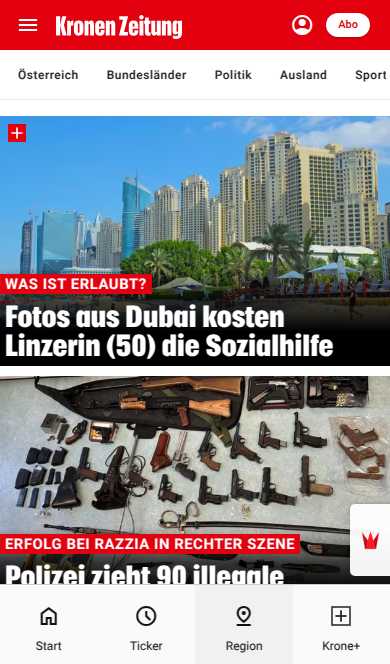 Kronen Zeitung
Abo
Österreich Bundesländer Politik Ausland Sport
WAS IST ERLAUBT?
Fotos aus Dubai kosten
Linzerin (50) die Sozialhilfe
ERFOLG BEI RAZZIA IN RECHTER SZENE
Polizei zieht 90 illegale
Start Ticker Region Krone+